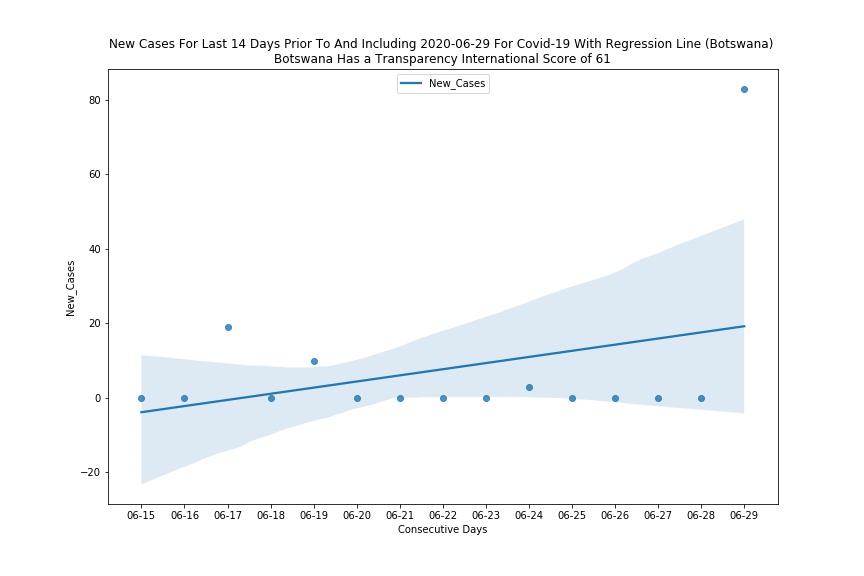 New Cases For Last 14 Days Prior To And Including 2020-06-29 For Covid-19 With Regression Line (Botswana)
Botswana Has a Transparency International Score of 61
New_Cases
80
60
40
20
0
−20
New_Cases
06-15 06-16 06-17 06-18 06-19 06-20 06-21 06-22 06-23 06-24 06-25 06-26 06-27 06-28 06-29
Consecutive Days